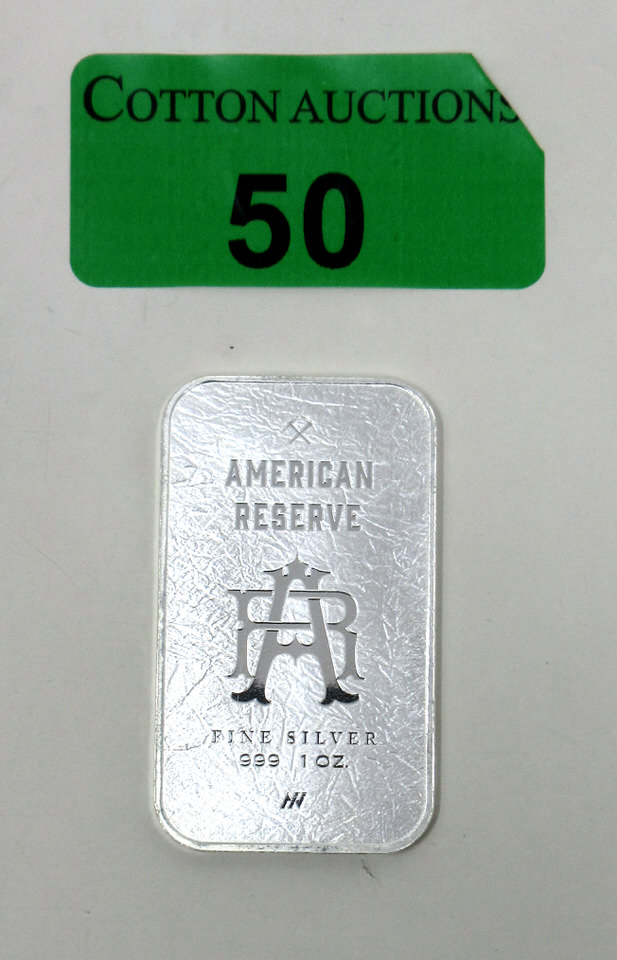 COTTON AUCTIONS
50
AMERICAN
RESERVE
AR
FINE SILVER
999 1 OZ.